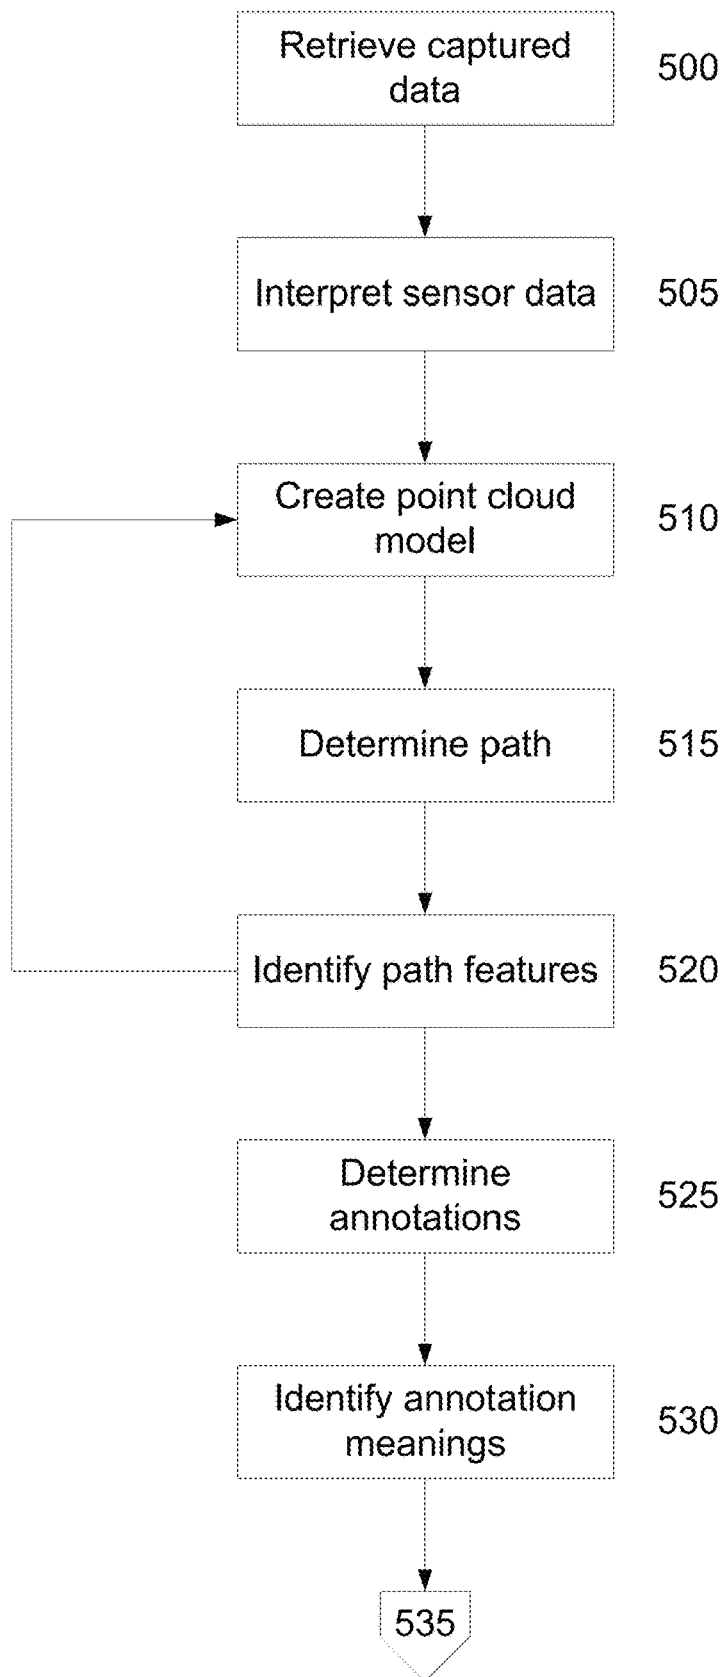 Retrieve captured
data
500
Interpret sensor data
505
Create point cloud
model
510
Determine path
515
Identify path features
520
Determine
annotations
525
Identify annotation
meanings
530
535